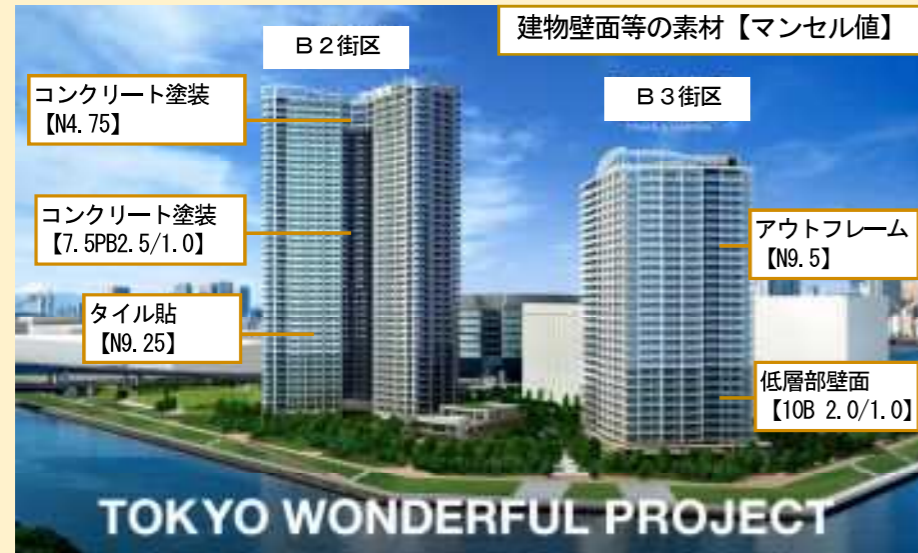 建物壁面等の素材【マンセル値】
B2街区
B3街区
コンクリート塗装
【N4.75】
コンクリート塗装
【7.5PB2.5/1.0】
タイル貼
【N9.25】
アウトフレーム
【N9.5】
低層部壁面
【10B 2.0/1.0】
TOKYO WONDERFUL PROJECT